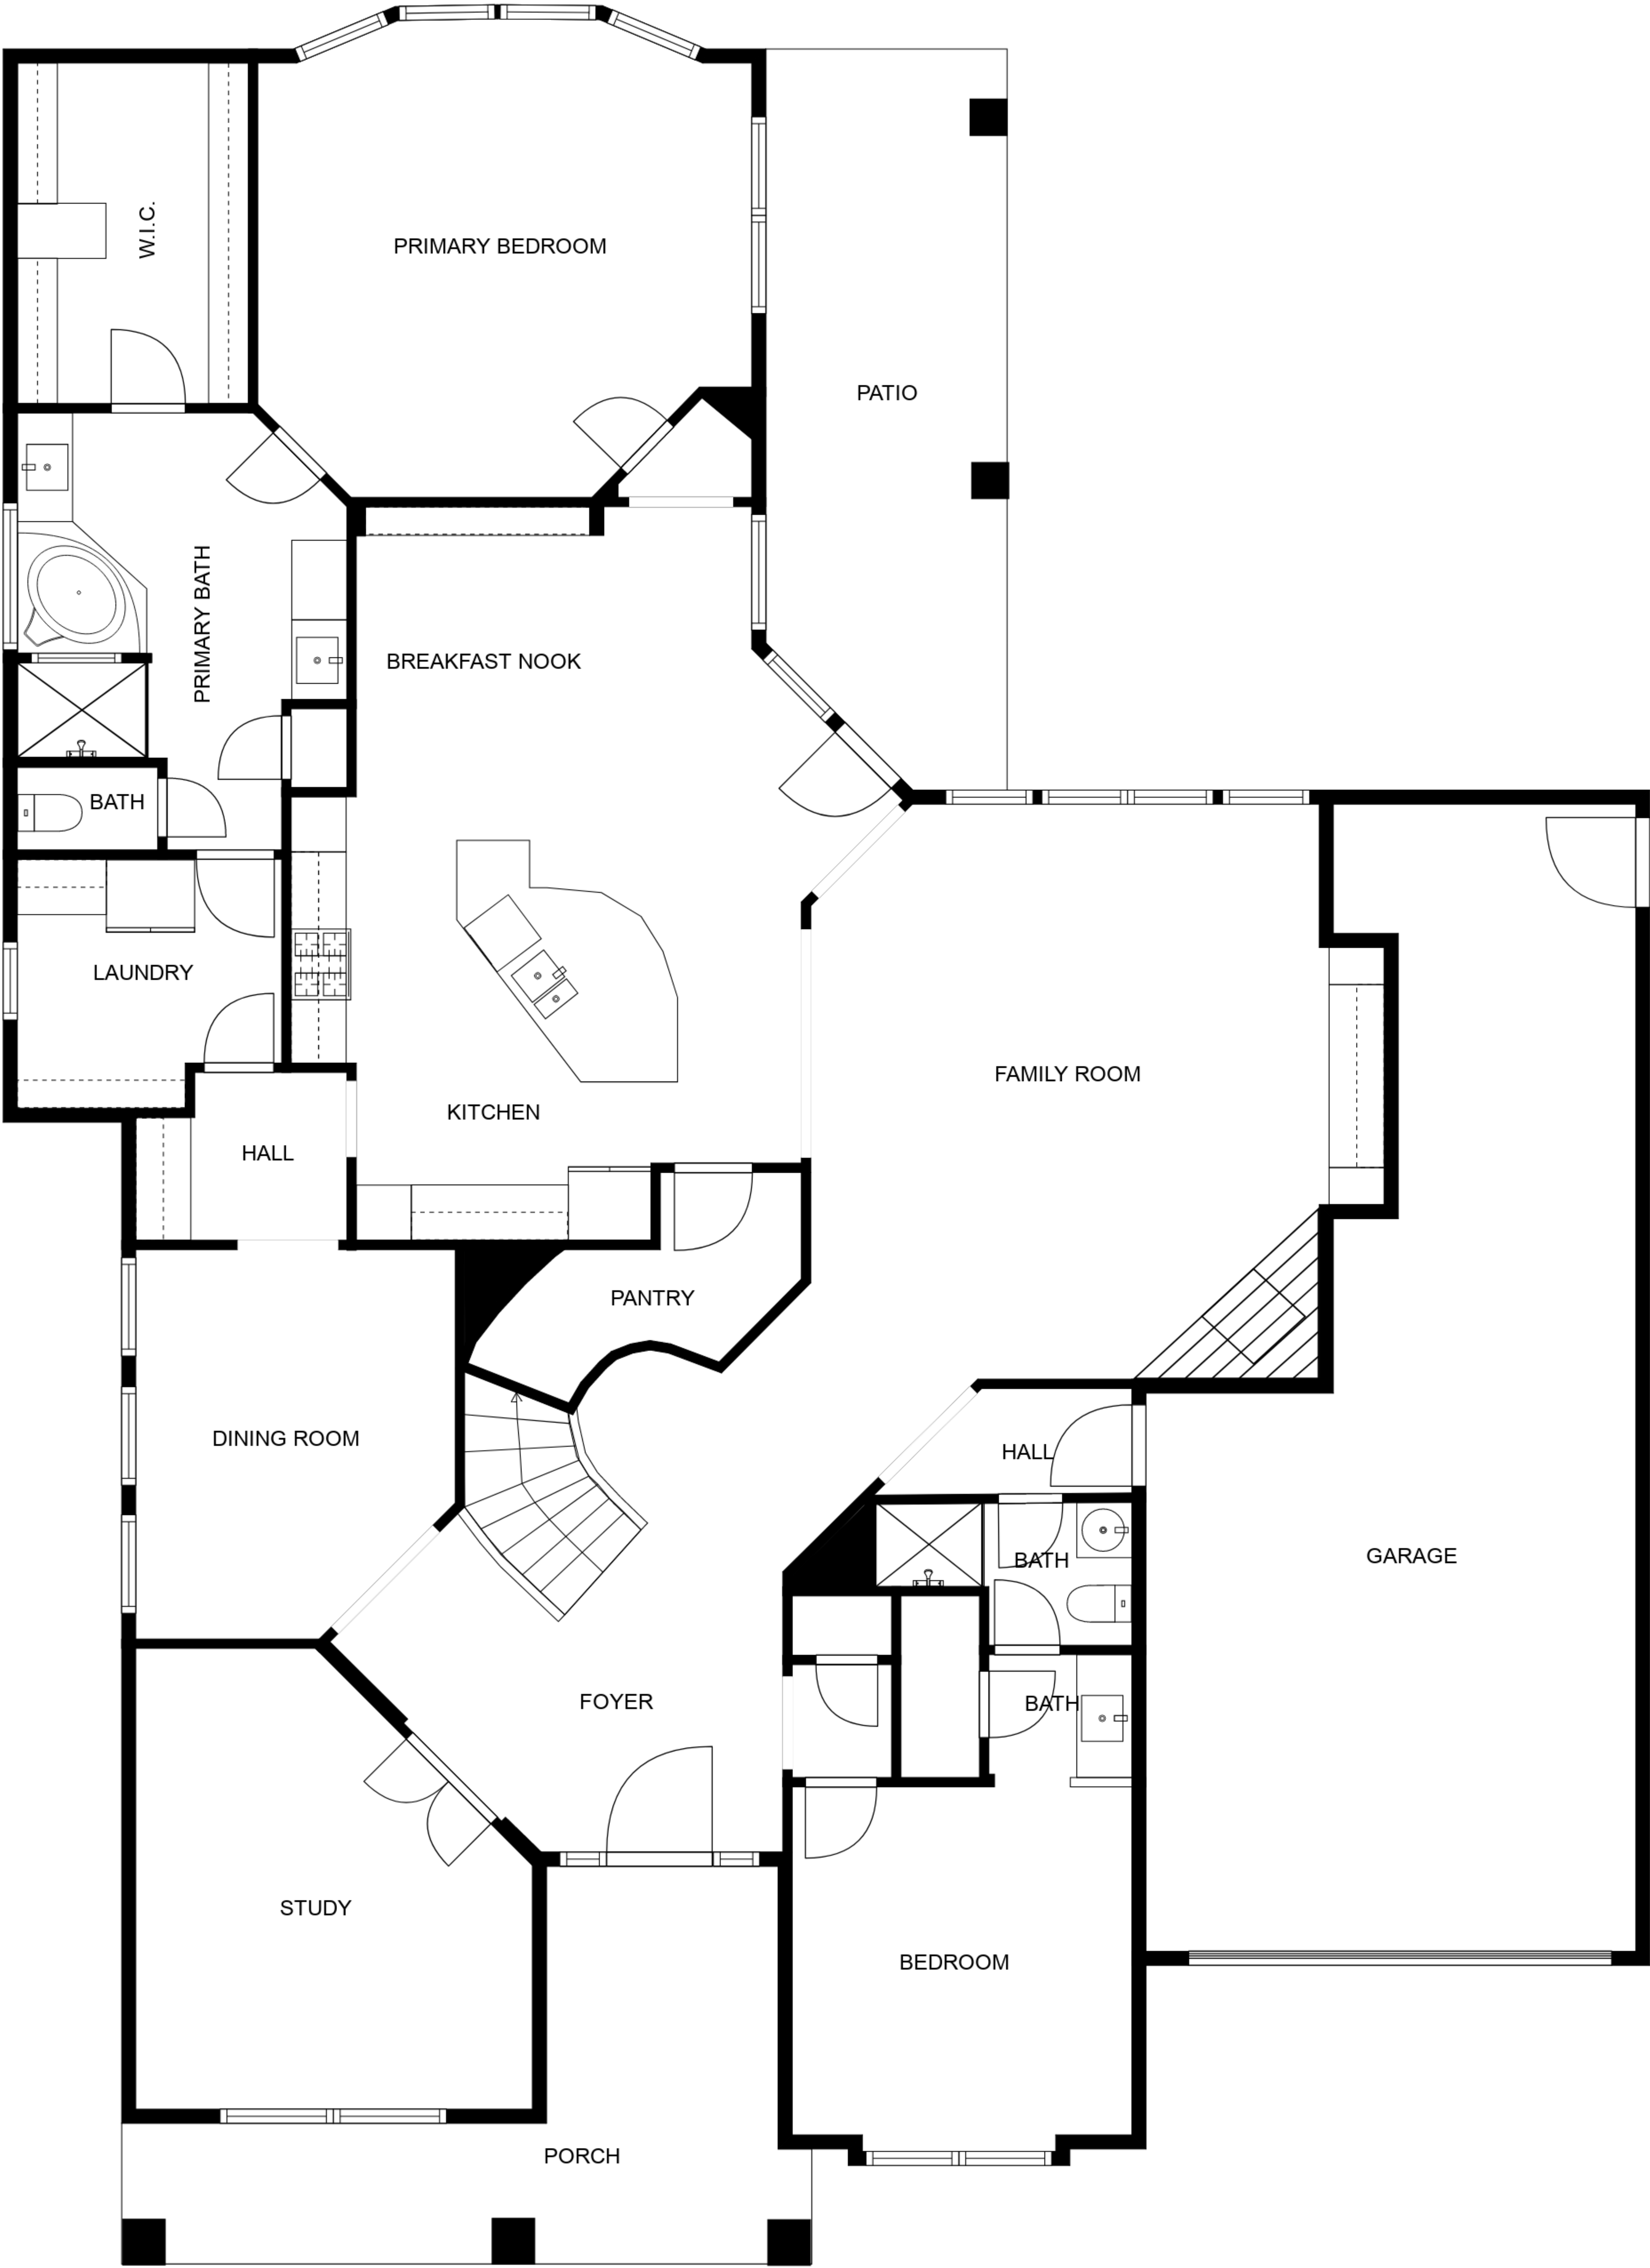 W.I.C.
PRIMARY BEDROOM
PATIO
PRIMARY BATH
BREAKFAST NOOK
BATH
LAUNDRY
FAMILY ROOM
KITCHEN
HALL
PANTRY
DINING ROOM
HALL
BATH
GARAGE
FOYER
BATH
STUDY
BEDROOM
PORCH